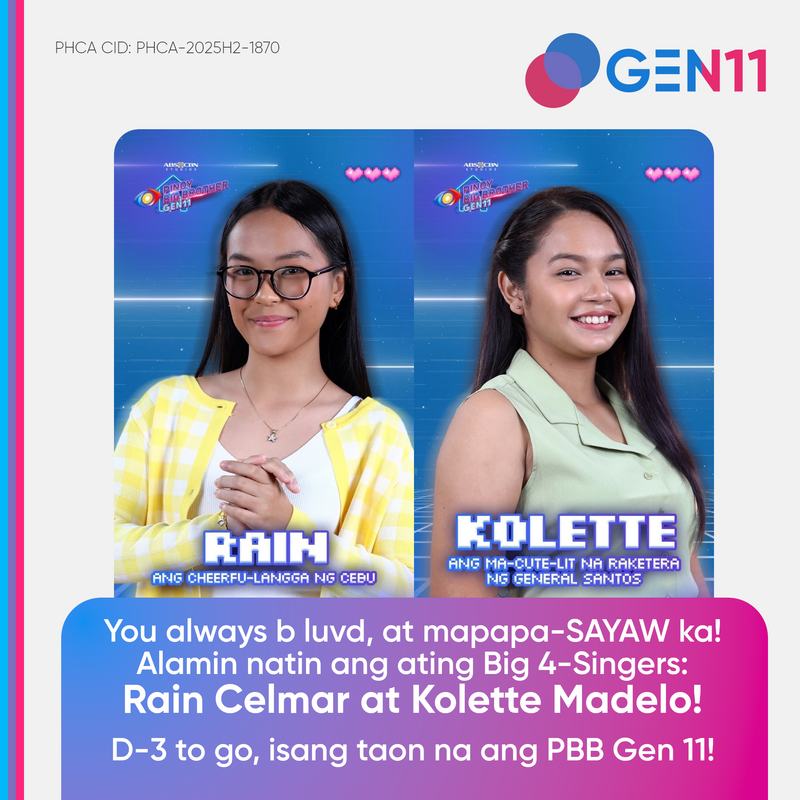 PHCA CID: PHCA-2025H2-1870
GEN11
ABS-CBN
STUDIOS
PINOY
BIG BROTHER
GEN11
RAIN
ANG CHEERFU-LANGGA NG CEBU
ABS-CBN
STUDIOS
PINOY
BIG BROTHER
GEN11
KOLETTE
ANG MA-CUTE-LIT NA RAKETERA
NG GENERAL SANTOS
You always b luvd, at mapapa-SAYAW ka!
Alamin natin ang ating Big 4-Singers:
Rain Celmar at Kolette Madelo!
D-3 to go, isang taon na ang PBB Gen 11!